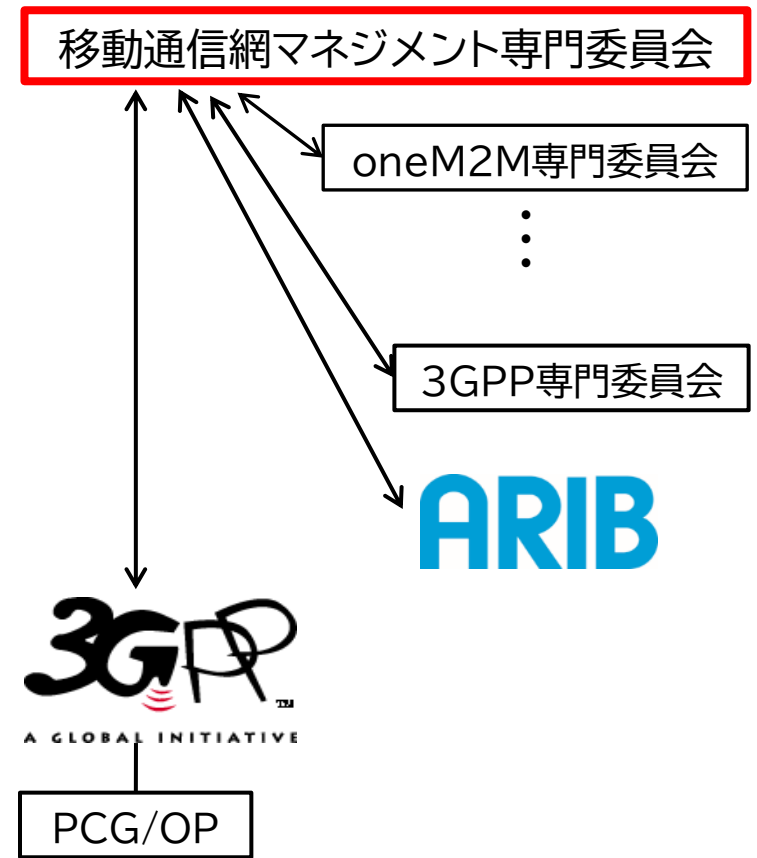 移動通信網マネジメント専門委員会
oneM2M専門委員会
3GPP専門委員会
ARIB
3GPP
TM
A GLOBAL INITIATIVE
PCG/OP